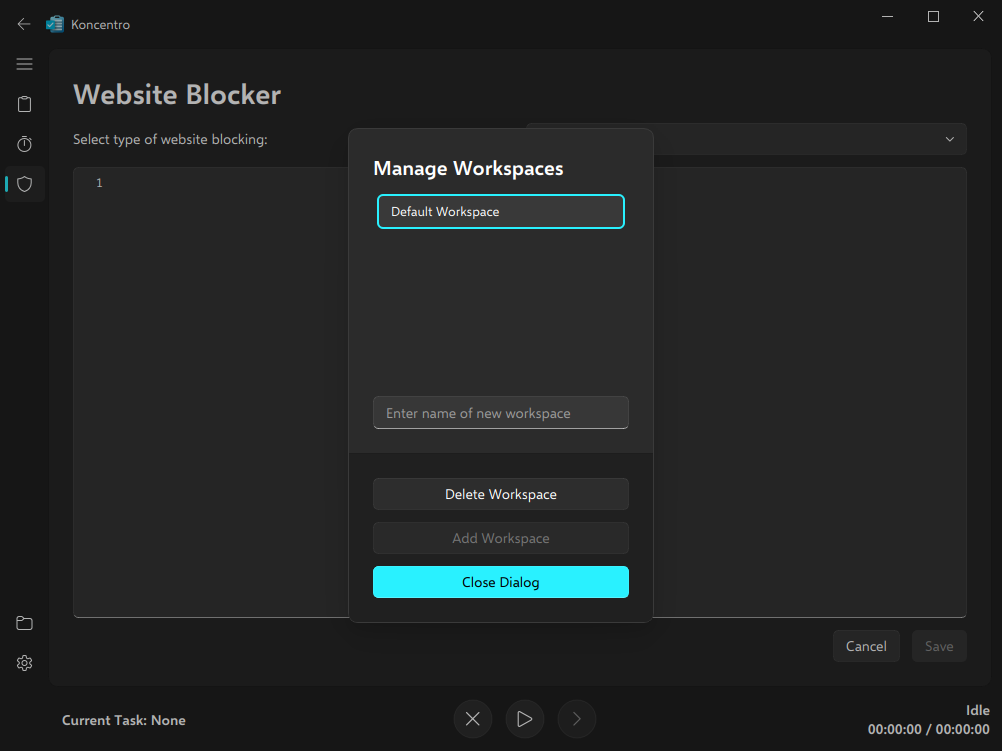 Koncentro
Website Blocker
Select type of website blocking:
1
Manage Workspaces
Default Workspace
Enter name of new workspace
Delete Workspace
Add Workspace
Close Dialog
Cancel
Save
Current Task: None
Idle
00:00:00 / 00:00:00